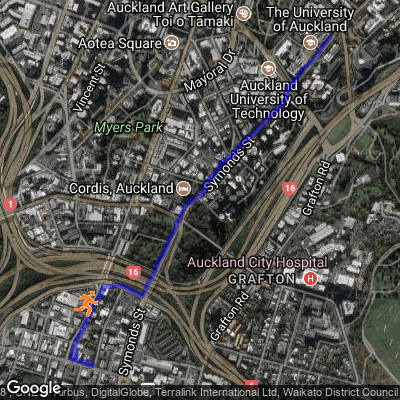 Auckland Art Gallery
Toi o Tāmaki
The University
of Auckland
Aotea Square
Mayoral Dr
Vincent St
Auckland
University of
Technology
Myers Park
Symonds St
Grafton Rd
Cordis, Auckland
16
1
Auckland City Hospital
GRAFTON
H
16
Symonds St
Grafton Rd
Google
urbus, DigitalGlobe, Terralink International Ltd, Waikato District Council